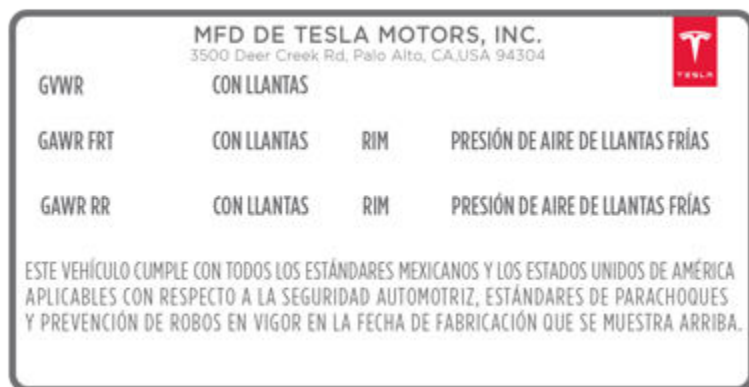 MFD DE TESLA MOTORS, INC.
3500 Deer Creek Rd, Palo Alto, CA,USA 94304
TESLA
GVWR CON LLANTAS
GAWR FRT CON LLANTAS RIM PRESIÓN DE AIRE DE LLANTAS FRÍAS
GAWR RR CON LLANTAS RIM PRESIÓN DE AIRE DE LLANTAS FRÍAS
ESTE VEHÍCULO CUMPLE CON TODOS LOS ESTÁNDARES MEXICANOS Y LOS ESTADOS UNIDOS DE AMÉRICA
APLICABLES CON RESPECTO A LA SEGURIDAD AUTOMOTRIZ, ESTÁNDARES DE PARACHOQUES
Y PREVENCIÓN DE ROBOS EN VIGOR EN LA FECHA DE FABRICACIÓN QUE SE MUESTRA ARRIBA.